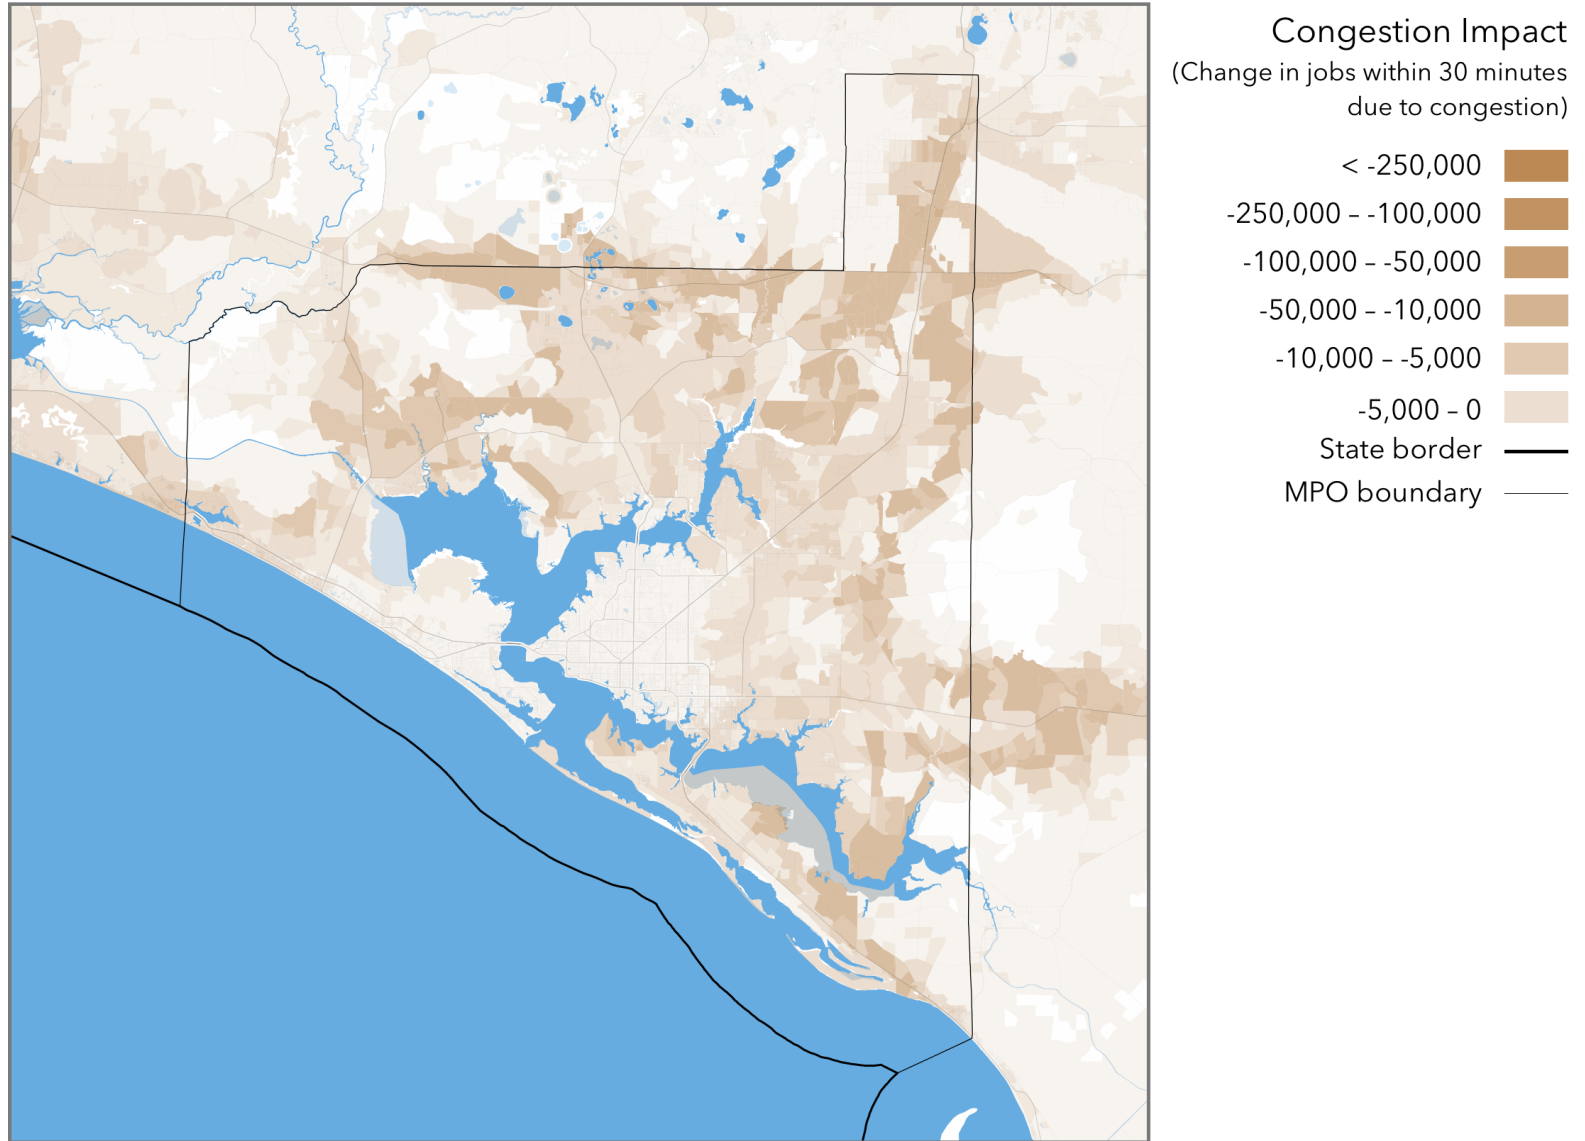 Congestion Impact
(Change in jobs within 30 minutes
due to congestion)
< -250,000
-250,000 – -100,000
-100,000 – -50,000
-50,000 – -10,000
-10,000 – -5,000
-5,000 – 0
State border
MPO boundary